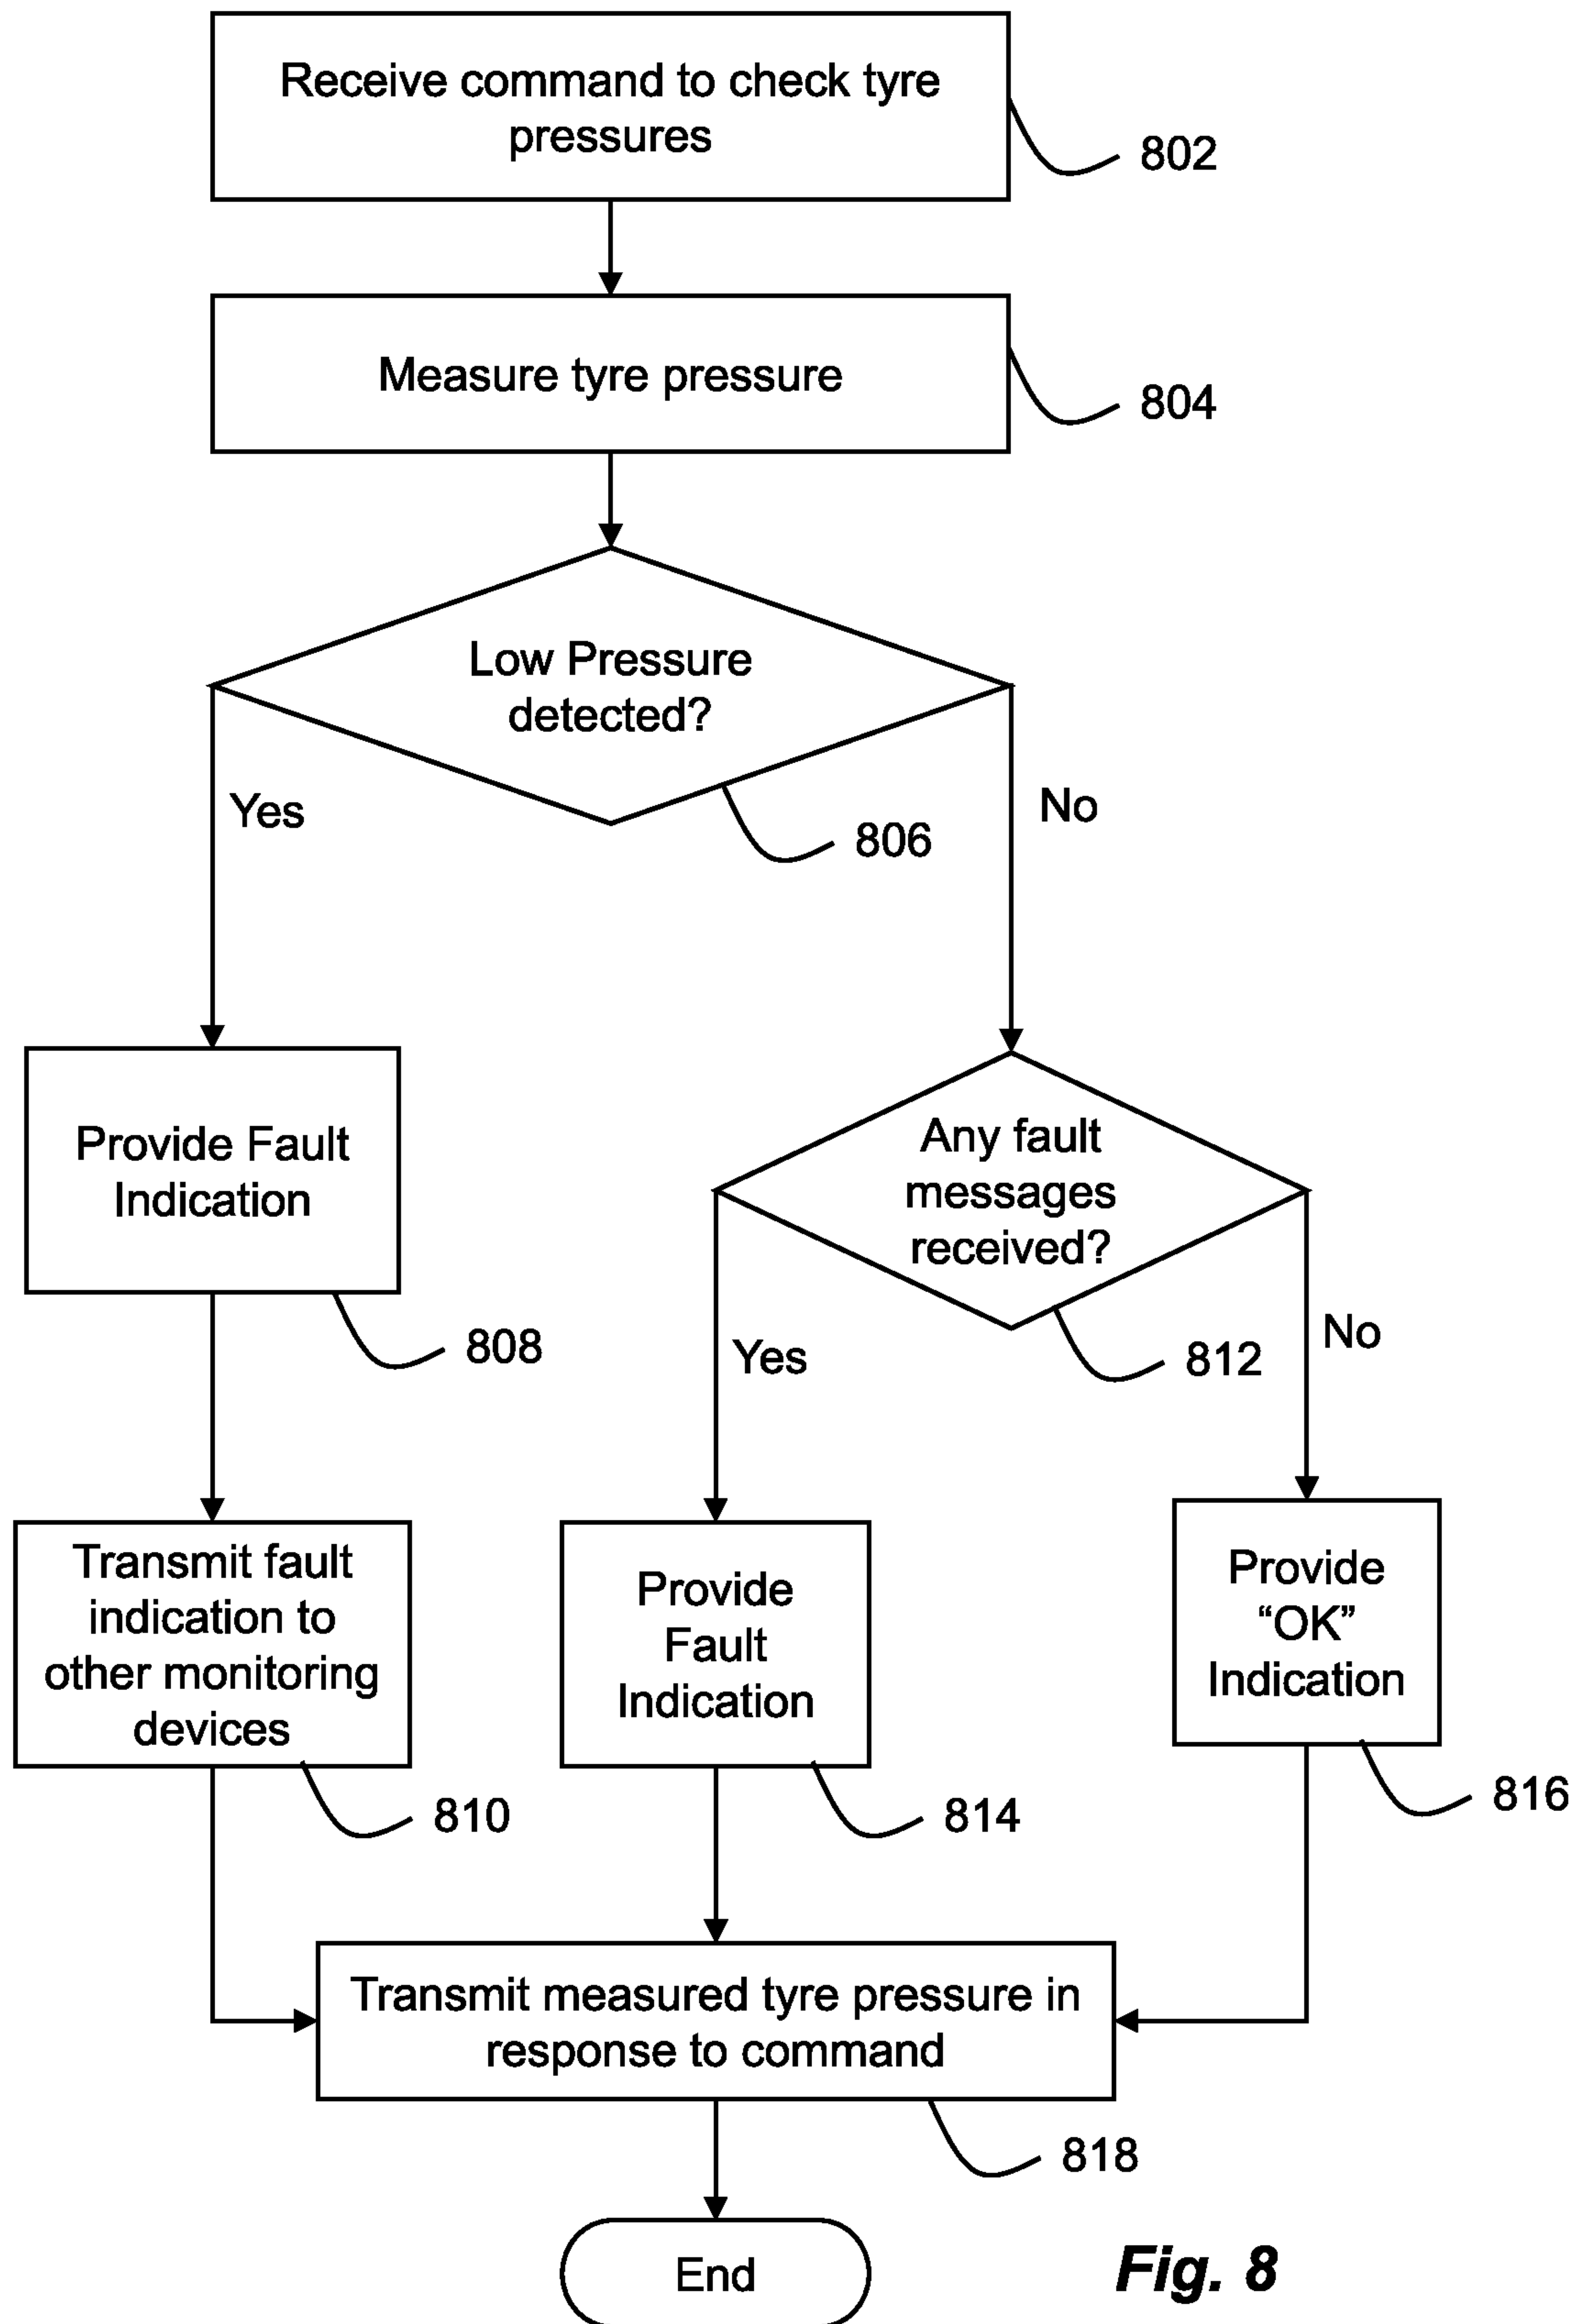 Receive command to check tyre
pressures
802
Measure tyre pressure
804
Low Pressure
detected?
806
Yes
No
Provide Fault
Indication
808
Any fault
messages
received?
812
Yes
No
Transmit fault
indication to
other monitoring
devices
810
Provide
Fault
Indication
814
Provide
“OK”
Indication
816
Transmit measured tyre pressure in
response to command
818
End
Fig. 8